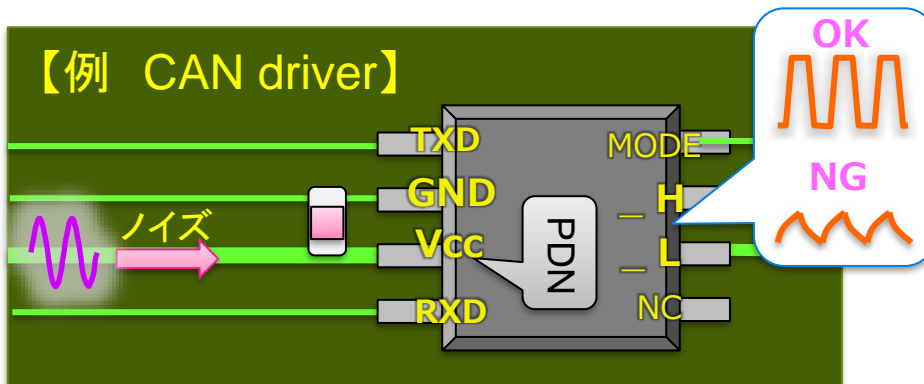 【例 CAN driver】
OK
NG
ノイズ
TXD
GND
Vcc
RXD
PDN
MODE
_ H
_ L
NC